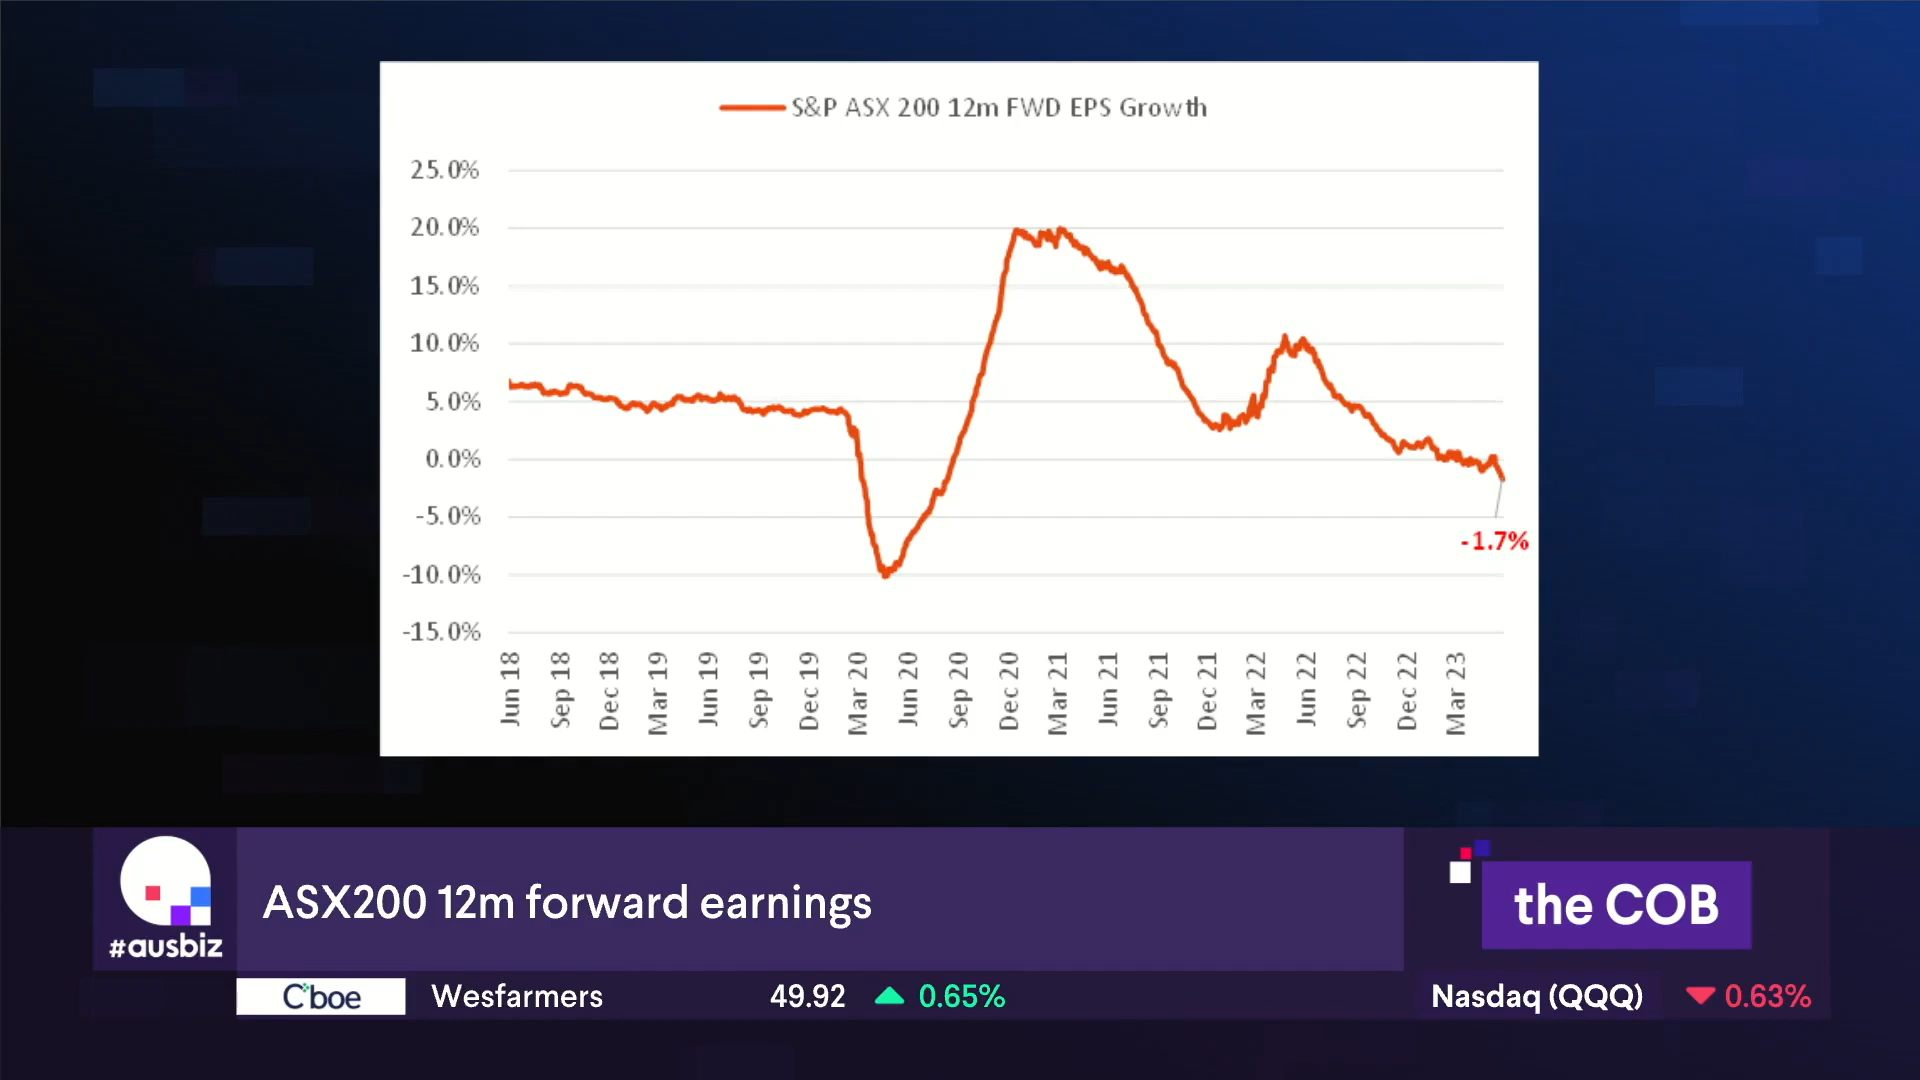 S&P ASX 200 12m FWD EPS Growth
25.0%
20.0%
15.0%
10.0%
5.0%
0.0%
-5.0%
-10.0%
-15.0%
-1.7%
Jun 18
Sep 18
Dec 18
Mar 19
Jun 19
Sep 19
Dec 19
Mar 20
Jun 20
Sep 20
Dec 20
Mar 21
Jun 21
Sep 21
Dec 21
Mar 22
Jun 22
Sep 22
Dec 22
Mar 23
ASX200 12m forward earnings
#ausbiz
the COB
Cboe Wesfarmers 49.92 0.65% Nasdaq (QQQ) 0.63%